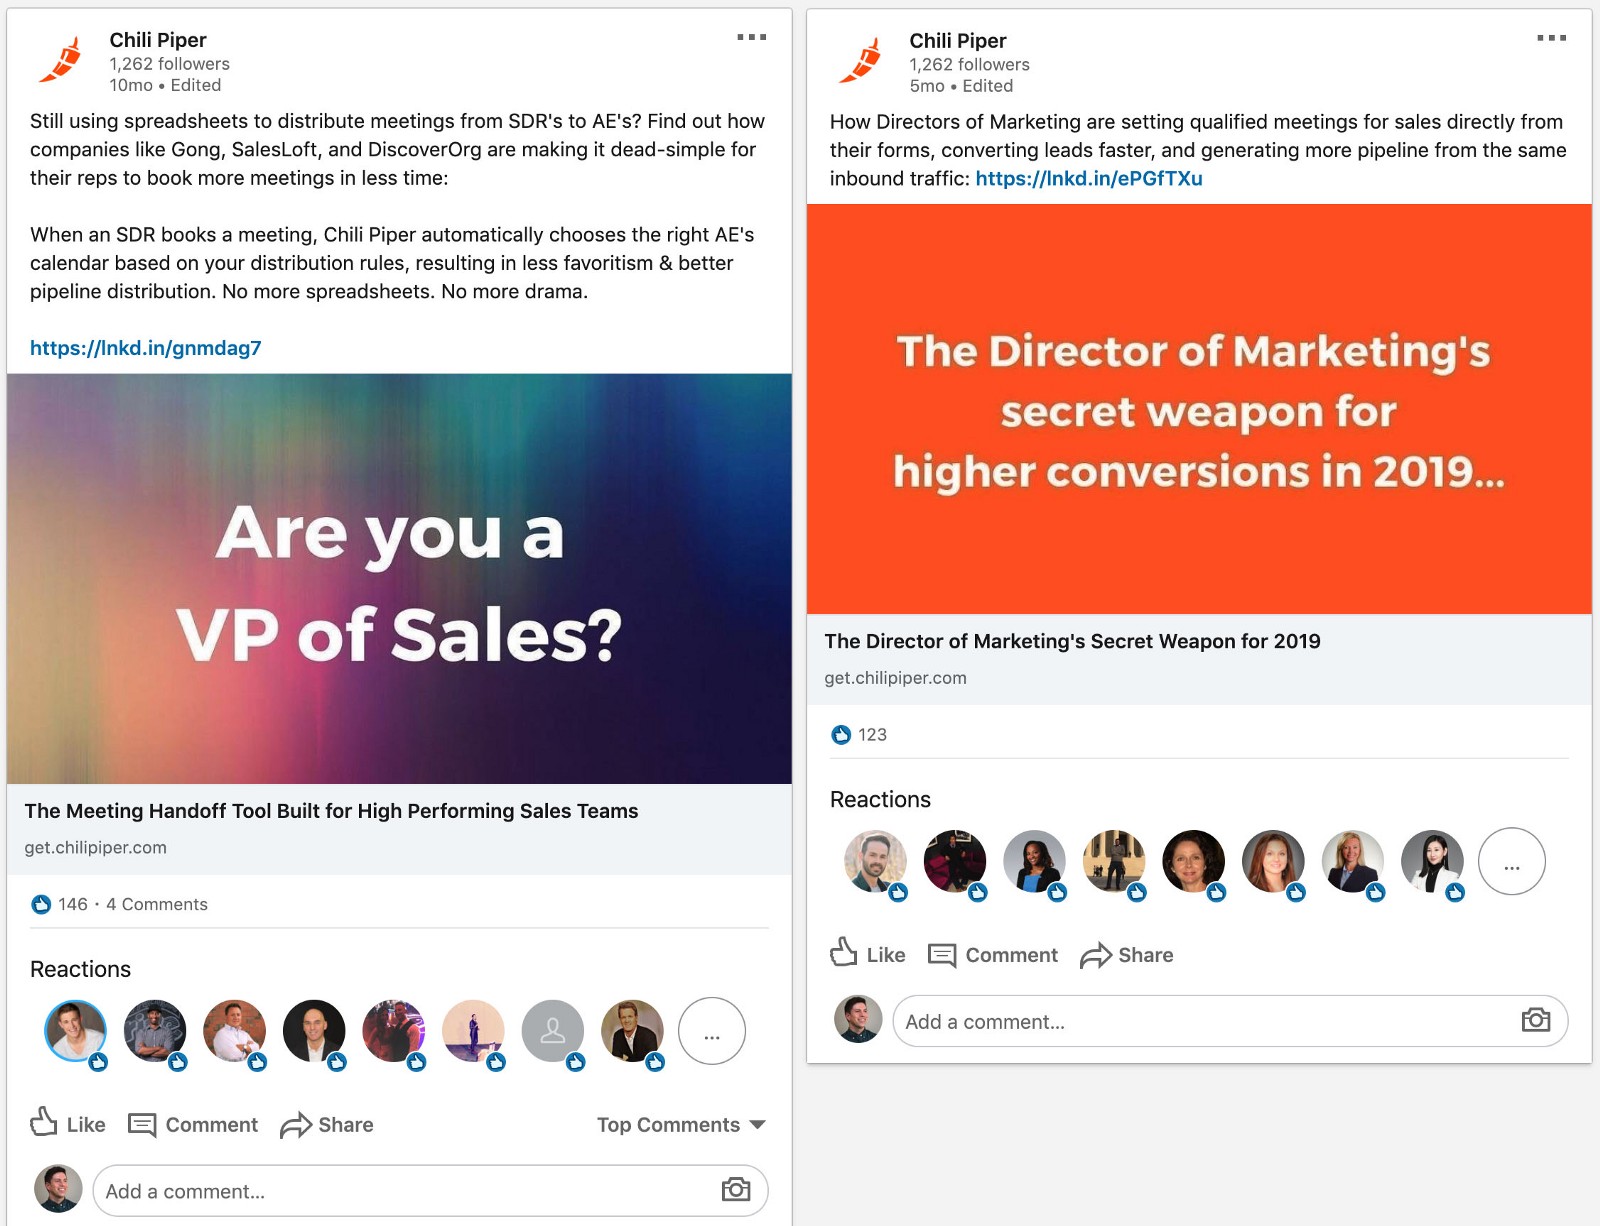 Chili Piper
1,262 followers
10mo • Edited
Still using spreadsheets to distribute meetings from SDR's to AE's? Find out how
companies like Gong, SalesLoft, and DiscoverOrg are making it dead-simple for
their reps to book more meetings in less time:
When an SDR books a meeting, Chili Piper automatically chooses the right AE's
calendar based on your distribution rules, resulting in less favoritism & better
pipeline distribution. No more spreadsheets. No more drama.
https://lnkd.in/gnmdag7
Are you a
VP of Sales?
The Meeting Handoff Tool Built for High Performing Sales Teams
get.chilipiper.com
146 • 4 Comments
Reactions
...
Like Comment Share Top Comments
Add a comment...
Chili Piper
1,262 followers
5mo • Edited
How Directors of Marketing are setting qualified meetings for sales directly from
their forms, converting leads faster, and generating more pipeline from the same
inbound traffic: https://lnkd.in/ePGfTXu
The Director of Marketing's
secret weapon for
higher conversions in 2019...
The Director of Marketing's Secret Weapon for 2019
get.chilipiper.com
123
Reactions
...
Like Comment Share
Add a comment...